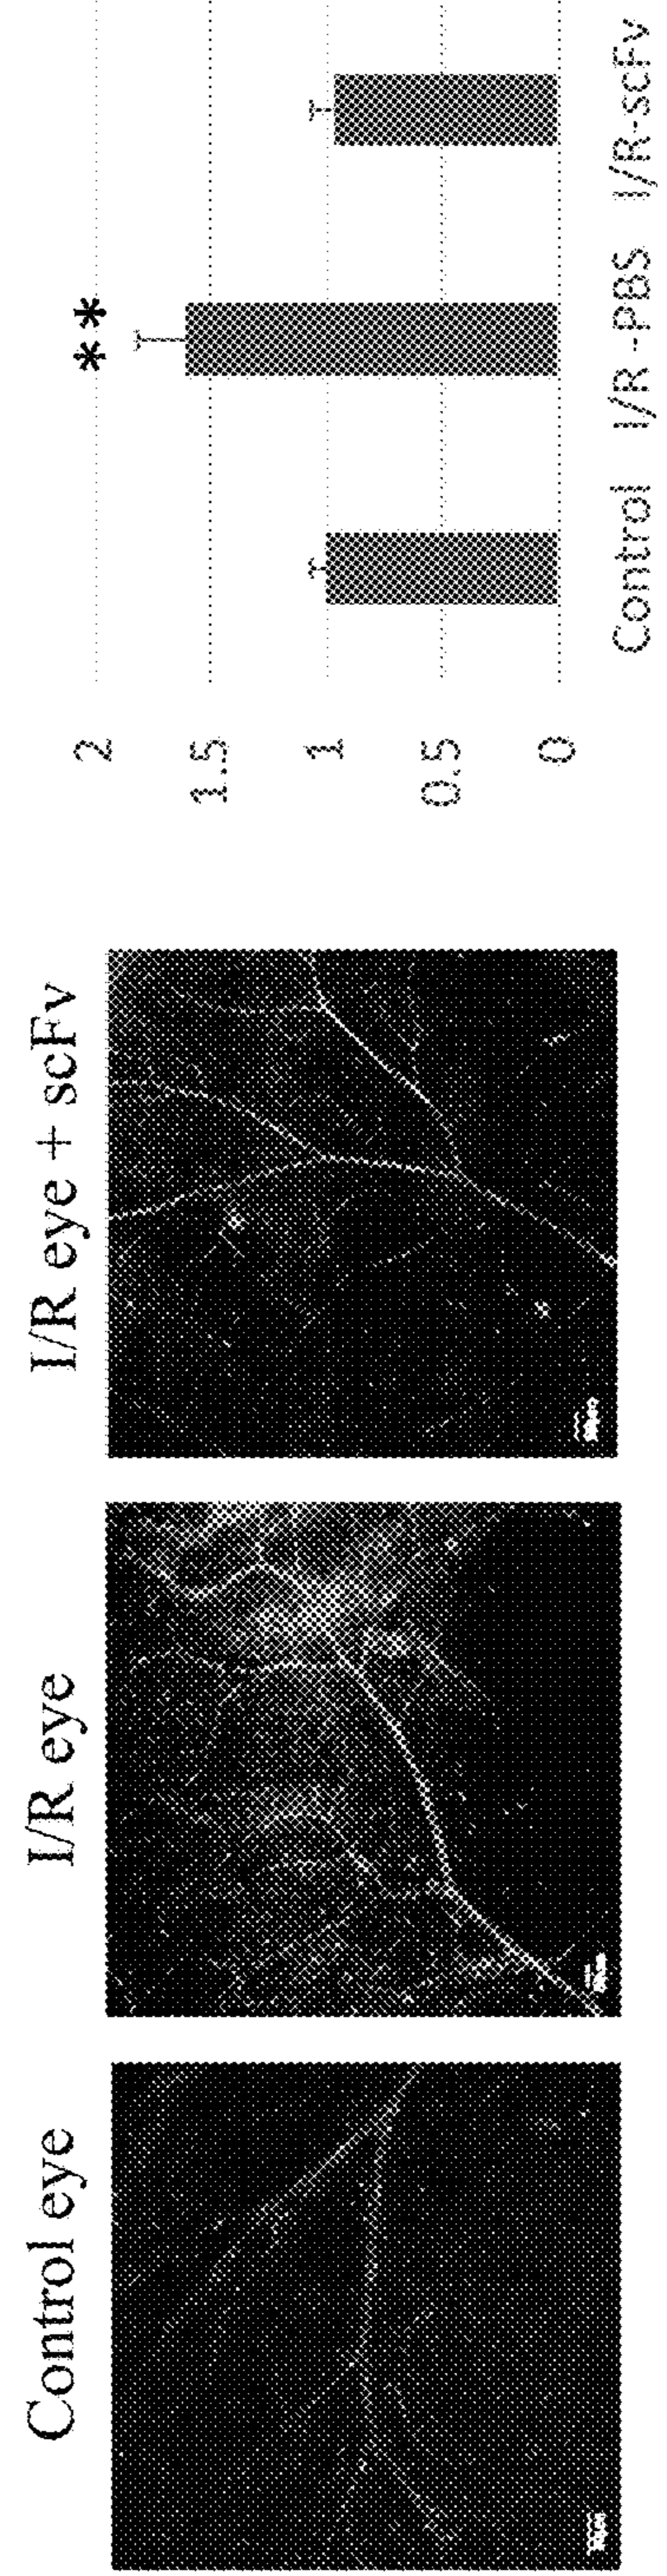 Control eye
I/R eye
I/R eye + scFv
2
1.5
1
0.5
0
**
Control
I/R -PBS
I/R-scFv